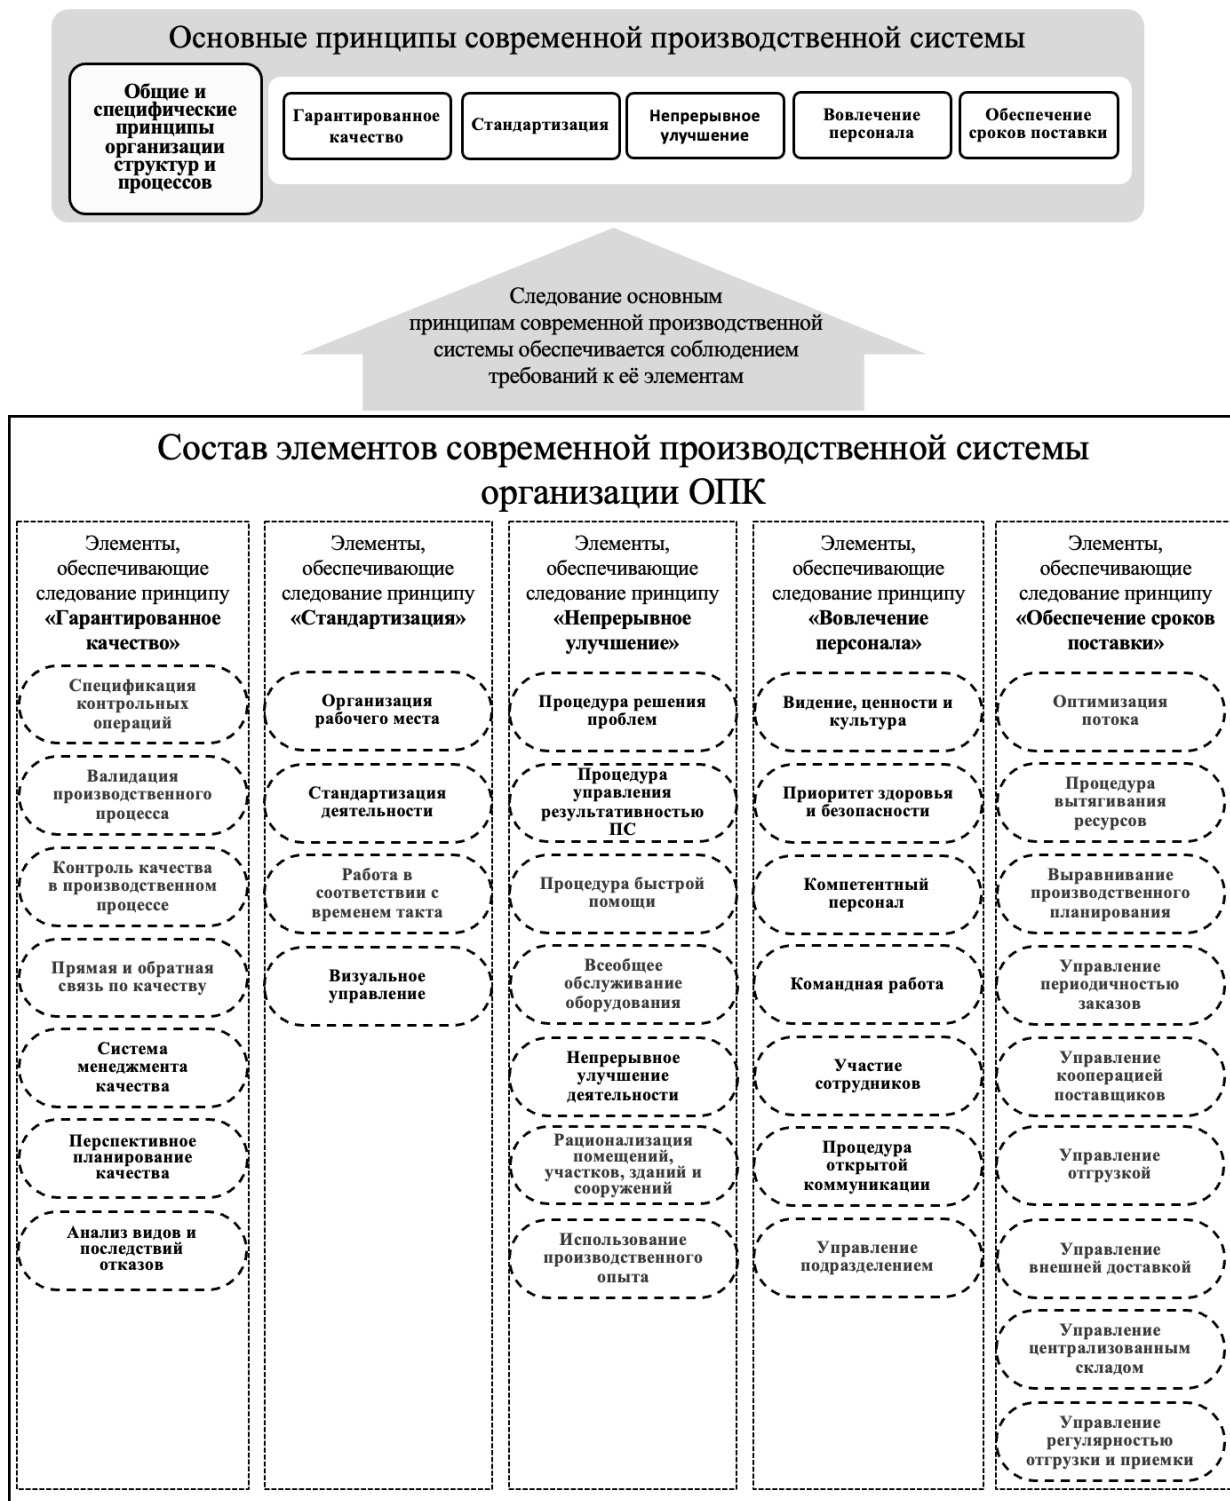 Основные принципы современной производственной системы
Общие и
специфические
принципы
организации
структур и
процессов
Гарантированное
качество
Стандартизация
Непрерывное
улучшение
Вовлечение
персонала
Обеспечение
сроков поставки
Следование основным
принципам современной производственной
системы обеспечивается соблюдением
требований к её элементам
Состав элементов современной производственной системы
организации ОПК
Элементы,
обеспечивающие
следование принципу
«Гарантированное
качество»
Спецификация
контрольных
операций
Валидация
производственного
процесса
Контроль качества
в производственном
процессе
Прямая и обратная
связь по качеству
Система
менеджмента
качества
Перспективное
планирование
качества
Анализ видов и
последствий
отказов
Элементы,
обеспечивающие
следование принципу
«Стандартизация»
Организация
рабочего места
Стандартизация
деятельности
Работа в
соответствии с
временем такта
Визуальное
управление
Элементы,
обеспечивающие
следование принципу
«Непрерывное
улучшение»
Процедура решения
проблем
Процедура
управления
результативностью
ПС
Процедура быстрой
помощи
Всеобщее
обслуживание
оборудования
Непрерывное
улучшение
деятельности
Рационализация
помещений,
участков, зданий и
сооружений
Использование
производственного
опыта
Элементы,
обеспечивающие
следование принципу
«Вовлечение
персонала»
Видение, ценности и
культура
Приоритет здоровья
и безопасности
Компетентный
персонал
Командная работа
Участие
сотрудников
Процедура
открытой
коммуникации
Управление
подразделением
Элементы,
обеспечивающие
следование принципу
«Обеспечение сроков
поставки»
Оптимизация
потока
Процедура
вытягивания
ресурсов
Выравнивание
производственного
планирования
Управление
периодичностью
заказов
Управление
кооперацией
поставщиков
Управление
отгрузкой
Управление
внешней доставкой
Управление
централизованным
складом
Управление
регулярностью
отгрузки и приемки